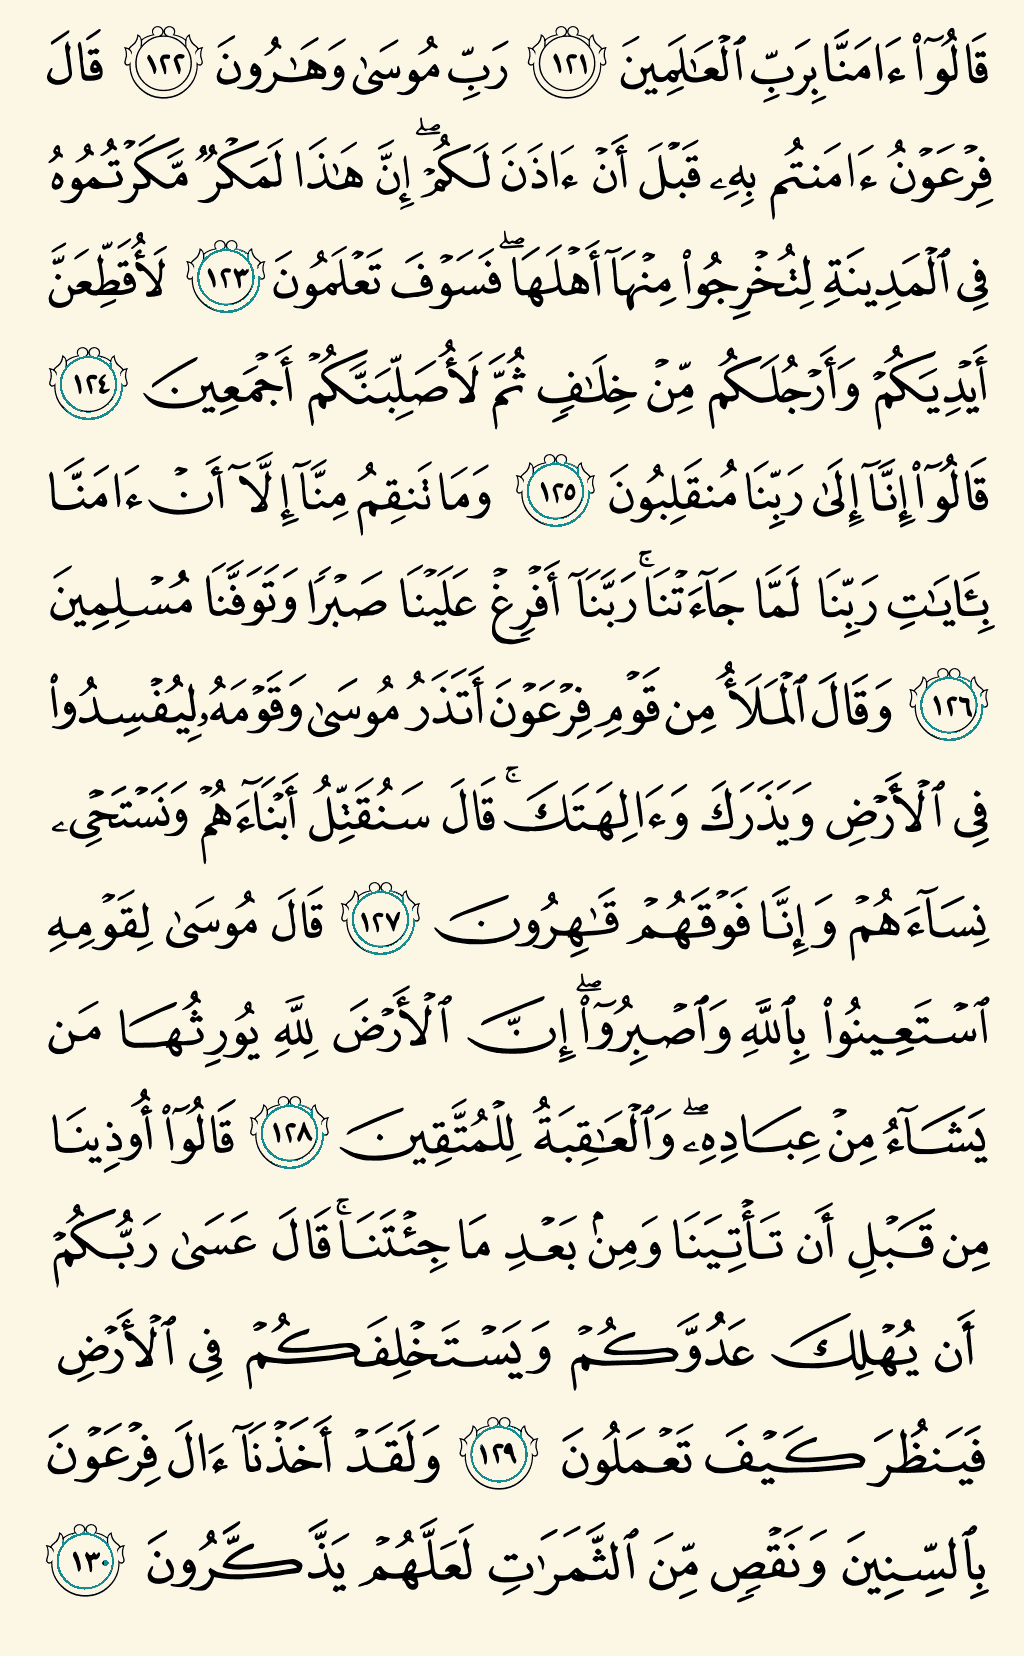 قَالُوٓا۟ ءَامَنَّا بِرَبِّ ٱلْعَـٰلَمِينَ ١٢١ رَبِّ مُوسَىٰ وَهَـٰرُونَ ١٢٢ قَالَ
فِرْعَوْنُ ءَامَنتُم بِهِۦ قَبْلَ أَنْ ءَاذَنَ لَكُمْ ۖ إِنَّ هَـٰذَا لَمَكْرٌ مَّكَرْتُمُوهُ
فِى ٱلْمَدِينَةِ لِتُخْرِجُوا۟ مِنْهَآ أَهْلَهَا ۖ فَسَوْفَ تَعْلَمُونَ ١٢٣ لَأُقَطِّعَنَّ
أَيْدِيَكُمْ وَأَرْجُلَكُم مِّنْ خِلَـٰفٍ ثُمَّ لَأُصَلِّبَنَّكُمْ أَجْمَعِينَ ١٢٤
قَالُوٓا۟ إِنَّآ إِلَىٰ رَبِّنَا مُنقَلِبُونَ ١٢٥ وَمَا تَنقِمُ مِنَّآ إِلَّآ أَنْ ءَامَنَّا
بِـَٔايَـٰتِ رَبِّنَا لَمَّا جَآءَتْنَا ۚ رَبَّنَآ أَفْرِغْ عَلَيْنَا صَبْرًا وَتَوَفَّنَا مُسْلِمِينَ
١٢٦ وَقَالَ ٱلْمَلَأُ مِن قَوْمِ فِرْعَوْنَ أَتَذَرُ مُوسَىٰ وَقَوْمَهُۥ لِيُفْسِدُوا۟
فِى ٱلْأَرْضِ وَيَذَرَكَ وَءَالِهَتَكَ ۚ قَالَ سَنُقَتِّلُ أَبْنَآءَهُمْ وَنَسْتَحْىِۦ
نِسَآءَهُمْ وَإِنَّا فَوْقَهُمْ قَـٰهِرُونَ ١٢٧ قَالَ مُوسَىٰ لِقَوْمِهِ
ٱسْتَعِينُوا۟ بِٱللَّهِ وَٱصْبِرُوٓا۟ ۖ إِنَّ ٱلْأَرْضَ لِلَّهِ يُورِثُهَا مَن
يَشَآءُ مِنْ عِبَادِهِۦ ۖ وَٱلْعَـٰقِبَةُ لِلْمُتَّقِينَ ١٢٨ قَالُوٓا۟ أُوذِينَا
مِن قَبْلِ أَن تَأْتِيَنَا وَمِنۢ بَعْدِ مَا جِئْتَنَا ۚ قَالَ عَسَىٰ رَبُّكُمْ
أَن يُهْلِكَ عَدُوَّكُمْ وَيَسْتَخْلِفَكُمْ فِى ٱلْأَرْضِ
فَيَنظُرَ كَيْفَ تَعْمَلُونَ ١٢٩ وَلَقَدْ أَخَذْنَآ ءَالَ فِرْعَوْنَ
بِٱلسِّنِينَ وَنَقْصٍ مِّنَ ٱلثَّمَرَٰتِ لَعَلَّهُمْ يَذَّكَّرُونَ ١٣٠